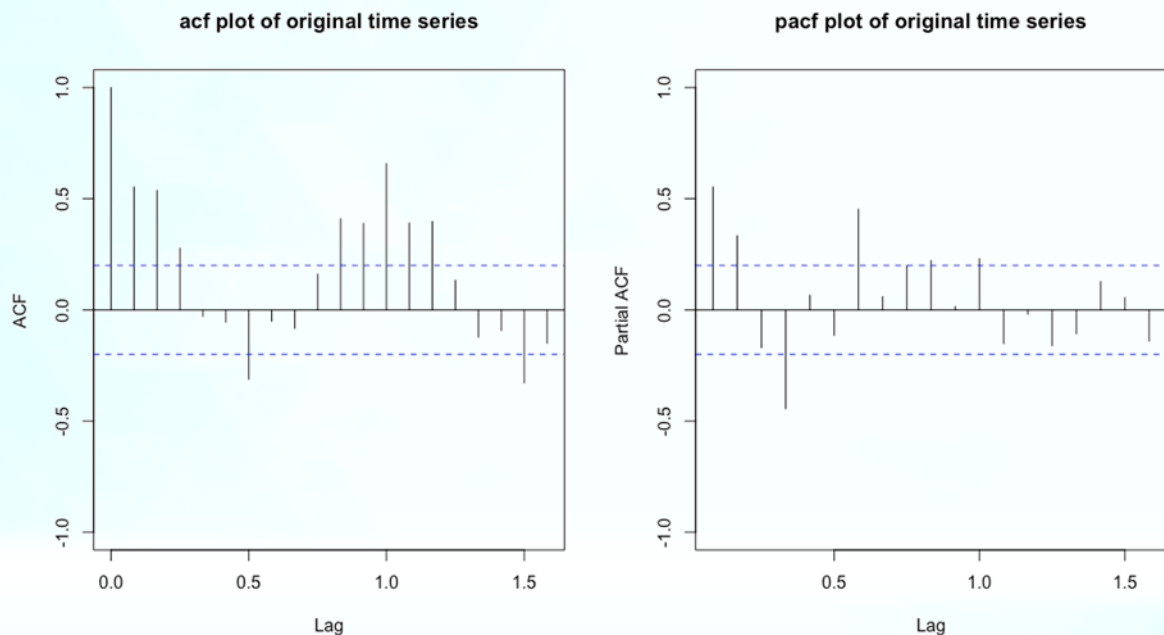 acf plot of original time series
ACF
1.0
0.5
0.0
-0.5
-1.0
0.0 0.5 1.0 1.5
Lag
pacf plot of original time series
Partial ACF
1.0
0.5
0.0
-0.5
-1.0
0.5 1.0 1.5
Lag